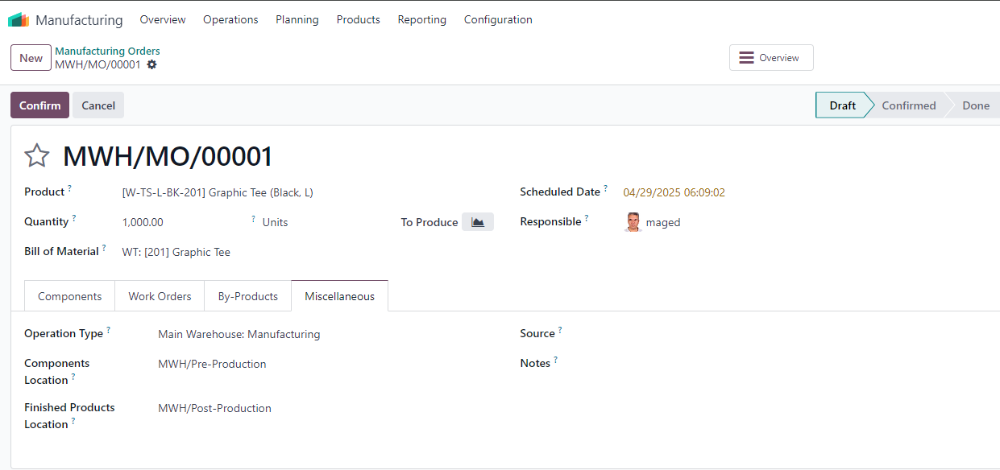 Manufacturing Overview Operations Planning Products Reporting Configuration
New Manufacturing Orders
MWH/MO/00001
Overview
Confirm Cancel Draft Confirmed Done
MWH/MO/00001
Product ? [W-TS-L-BK-201] Graphic Tee (Black, L) Scheduled Date ? 04/29/2025 06:09:02
Quantity ? 1,000.00 ? Units To Produce Responsible ? maged
Bill of Material ? WT: [201] Graphic Tee
Components Work Orders By-Products Miscellaneous
Operation Type ? Main Warehouse: Manufacturing Source ?
Components MWH/Pre-Production Notes ?
Location ?
Finished Products MWH/Post-Production
Location ?